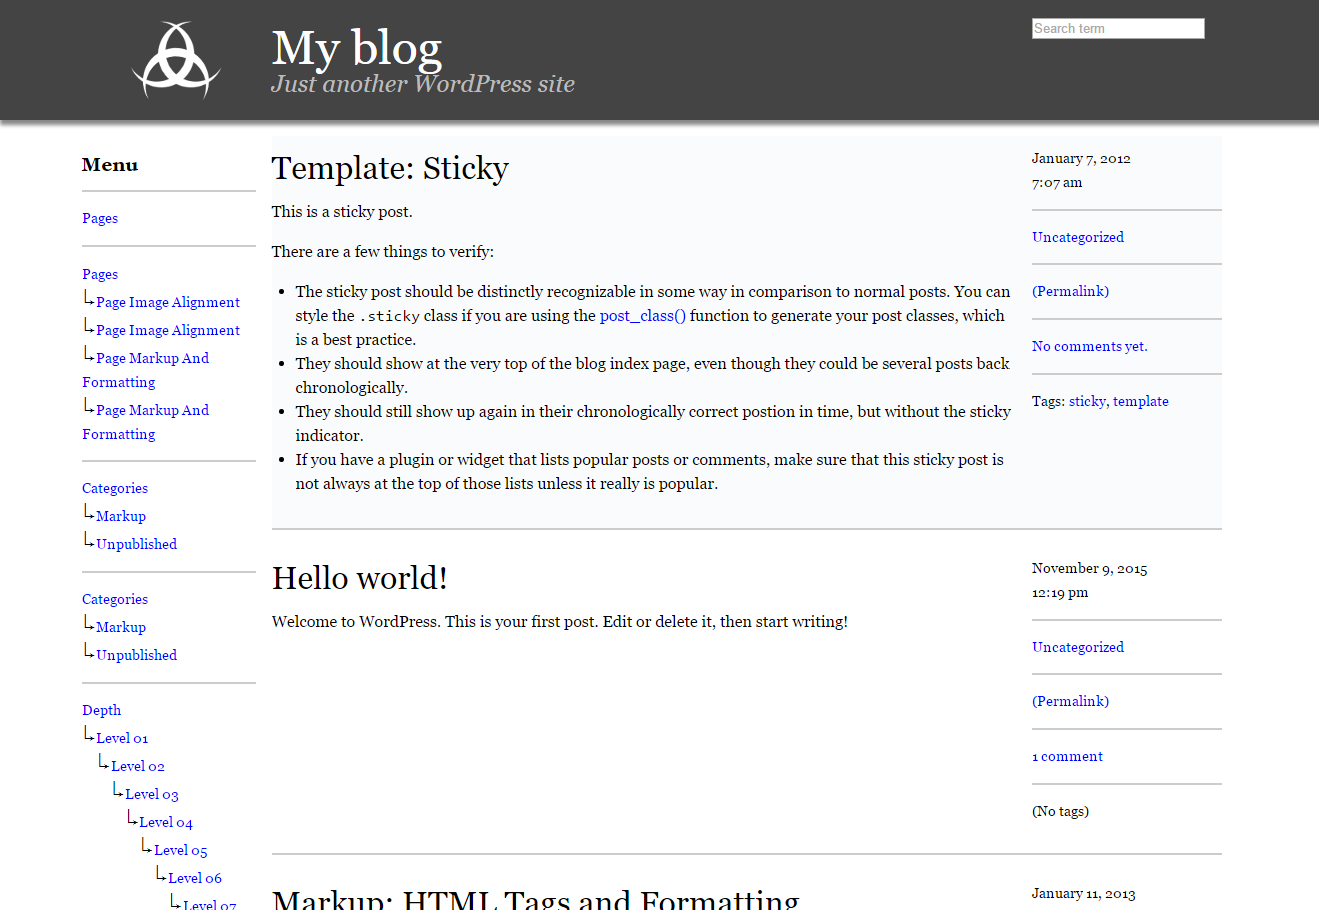 My blog
Just another WordPress site
Search term
Menu
Pages
Pages
Page Image Alignment
Page Image Alignment
Page Markup And
Formatting
Page Markup And
Formatting
Categories
Markup
Unpublished
Categories
Markup
Unpublished
Depth
Level 01
Level 02
Level 03
Level 04
Level 05
Level 06
Level 07
Template: Sticky
This is a sticky post.
There are a few things to verify:
The sticky post should be distinctly recognizable in some way in comparison to normal posts. You can
style the .sticky class if you are using the post_class() function to generate your post classes, which
is a best practice.
They should show at the very top of the blog index page, even though they could be several posts back
chronologically.
They should still show up again in their chronologically correct postion in time, but without the sticky
indicator.
If you have a plugin or widget that lists popular posts or comments, make sure that this sticky post is
not always at the top of those lists unless it really is popular.
January 7, 2012
7:07 am
Uncategorized
(Permalink)
No comments yet.
Tags: sticky, template
Hello world!
Welcome to WordPress. This is your first post. Edit or delete it, then start writing!
November 9, 2015
12:19 pm
Uncategorized
(Permalink)
1 comment
(No tags)
Markup: HTML Tags and Formatting
January 11, 2013